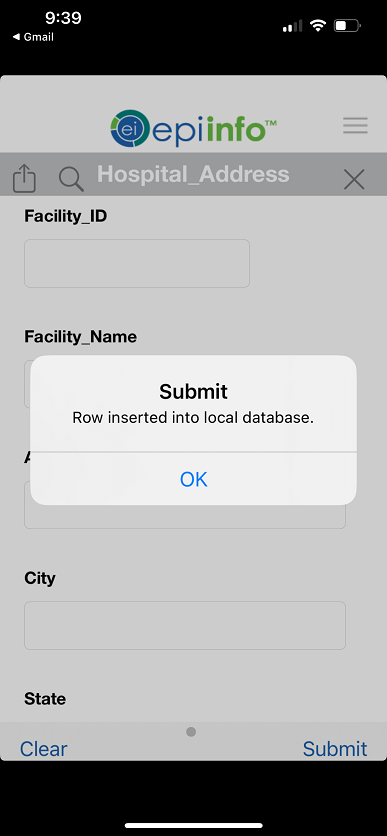 9:39
◀ Gmail
ei epiinfo™
Hospital_Address
Facility_ID
Facility_Name
Submit
Row inserted into local database.
OK
City
State
Clear
Submit